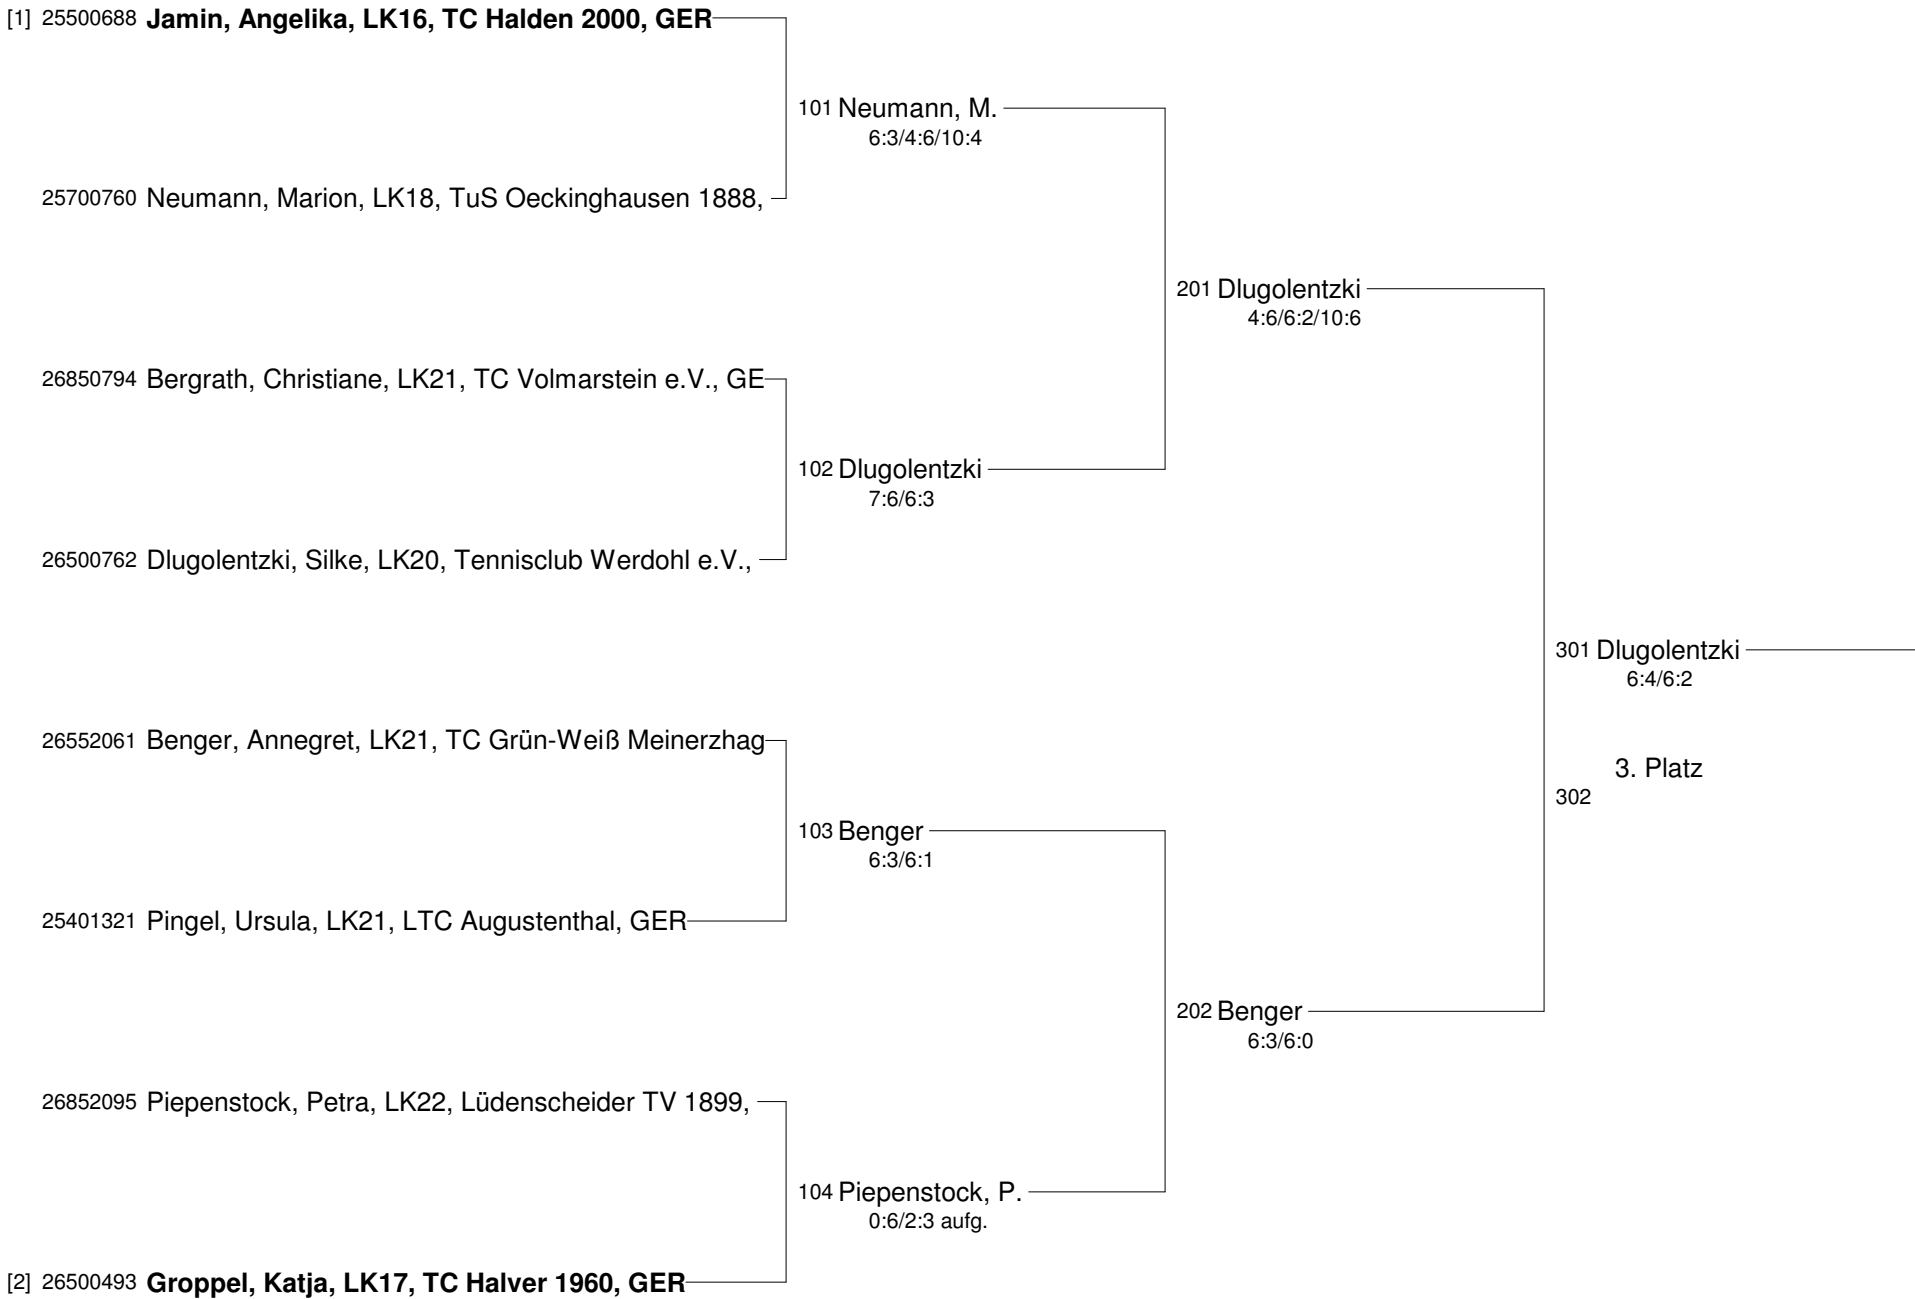 [1] 25500688 Jamin, Angelika, LK16, TC Halden 2000, GER
101 Neumann, M.
6:3/4:6/10:4
25700760 Neumann, Marion, LK18, TuS Oeckinghausen 1888,
201 Dlugolentzki
4:6/6:2/10:6
26850794 Bergrath, Christiane, LK21, TC Volmarstein e.V., GE
102 Dlugolentzki
7:6/6:3
26500762 Dlugolentzki, Silke, LK20, Tennisclub Werdohl e.V.,
301 Dlugolentzki
6:4/6:2
26552061 Benger, Annegret, LK21, TC Grün-Weiß Meinerzhag
3. Platz
302
103 Benger
6:3/6:1
25401321 Pingel, Ursula, LK21, LTC Augustenthal, GER
202 Benger
6:3/6:0
26852095 Piepenstock, Petra, LK22, Lüdenscheider TV 1899,
104 Piepenstock, P.
0:6/2:3 aufg.
[2] 26500493 Groppel, Katja, LK17, TC Halver 1960, GER